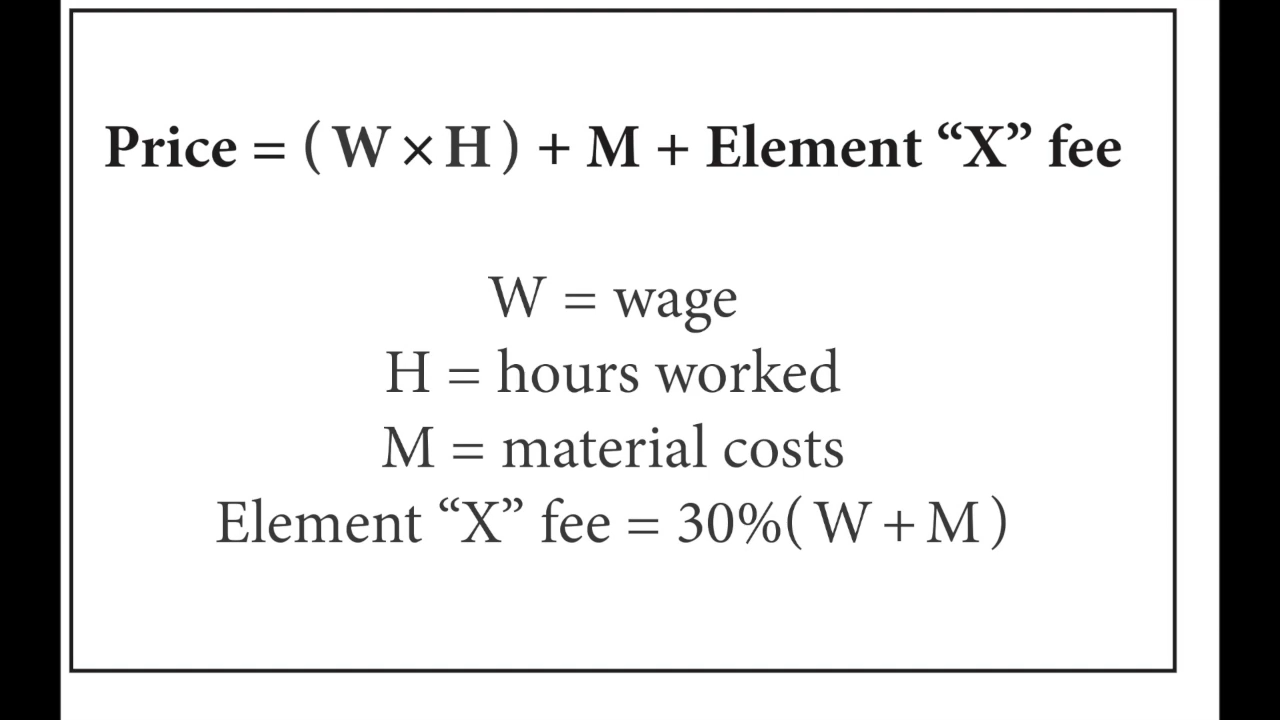 Price = ( W × H ) + M + Element “X” fee
W = wage
H = hours worked
M = material costs
Element “X” fee = 30%( W + M )